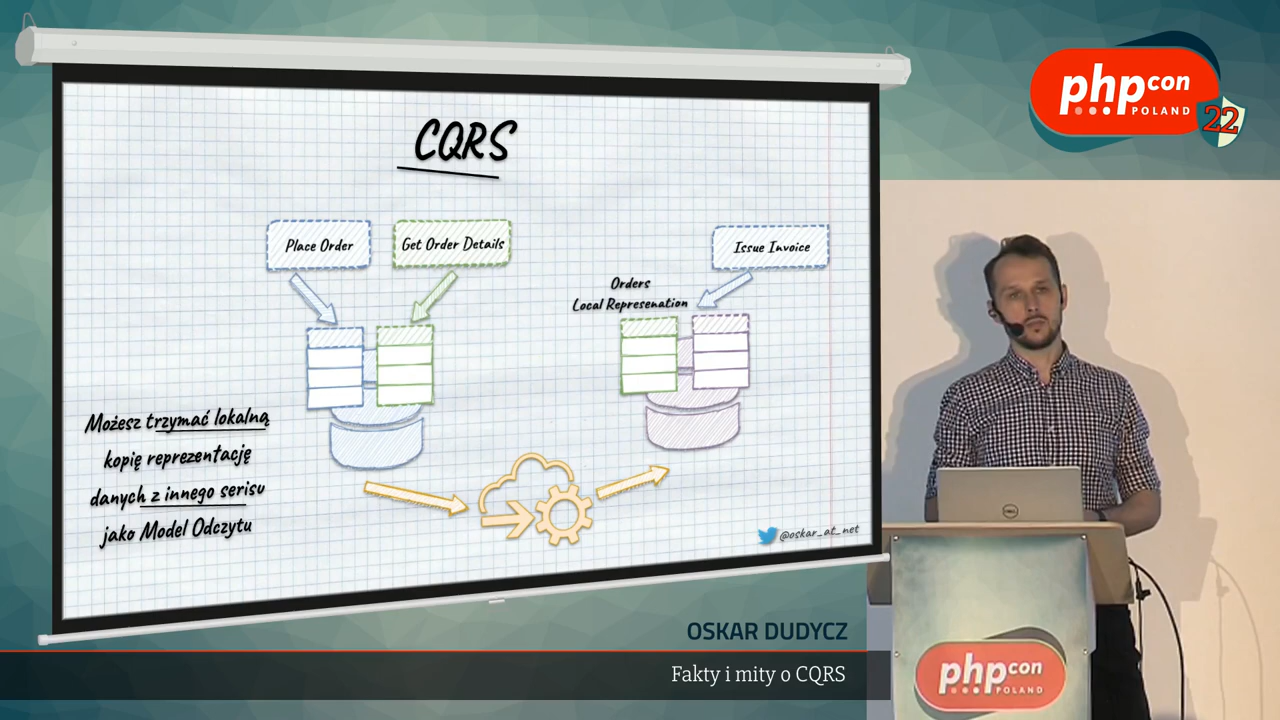 CQRS
Place Order
Get Order Details
Issue Invoice
Orders
Local Represenation
Możesz trzymać lokalną
kopię reprezentację
danych z innego serisu
jako Model Odczytu
@oskar_at_net
php con
POLAND
22
DELL
OSKAR DUDYCZ
Fakty i mity o CQRS
php con
POLAND